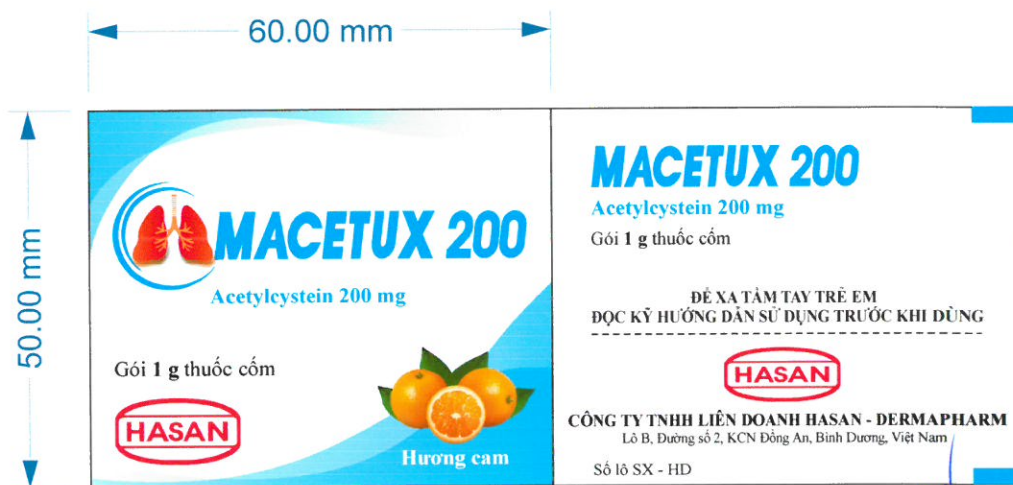 60.00 mm
50.00 mm
MACETUX 200
Acetylcystein 200 mg
Gói 1 g thuốc cốm
HASAN
Hương cam
MACETUX 200
Acetylcystein 200 mg
Gói 1 g thuốc cốm
ĐỂ XA TẦM TAY TRẺ EM
ĐỌC KỸ HƯỚNG DẪN SỬ DỤNG TRƯỚC KHI DÙNG
HASAN
CÔNG TY TNHH LIÊN DOANH HASAN - DERMAPHARM
Lô B, Đường số 2, KCN Đồng An, Bình Dương, Việt Nam
Số lô SX - HD